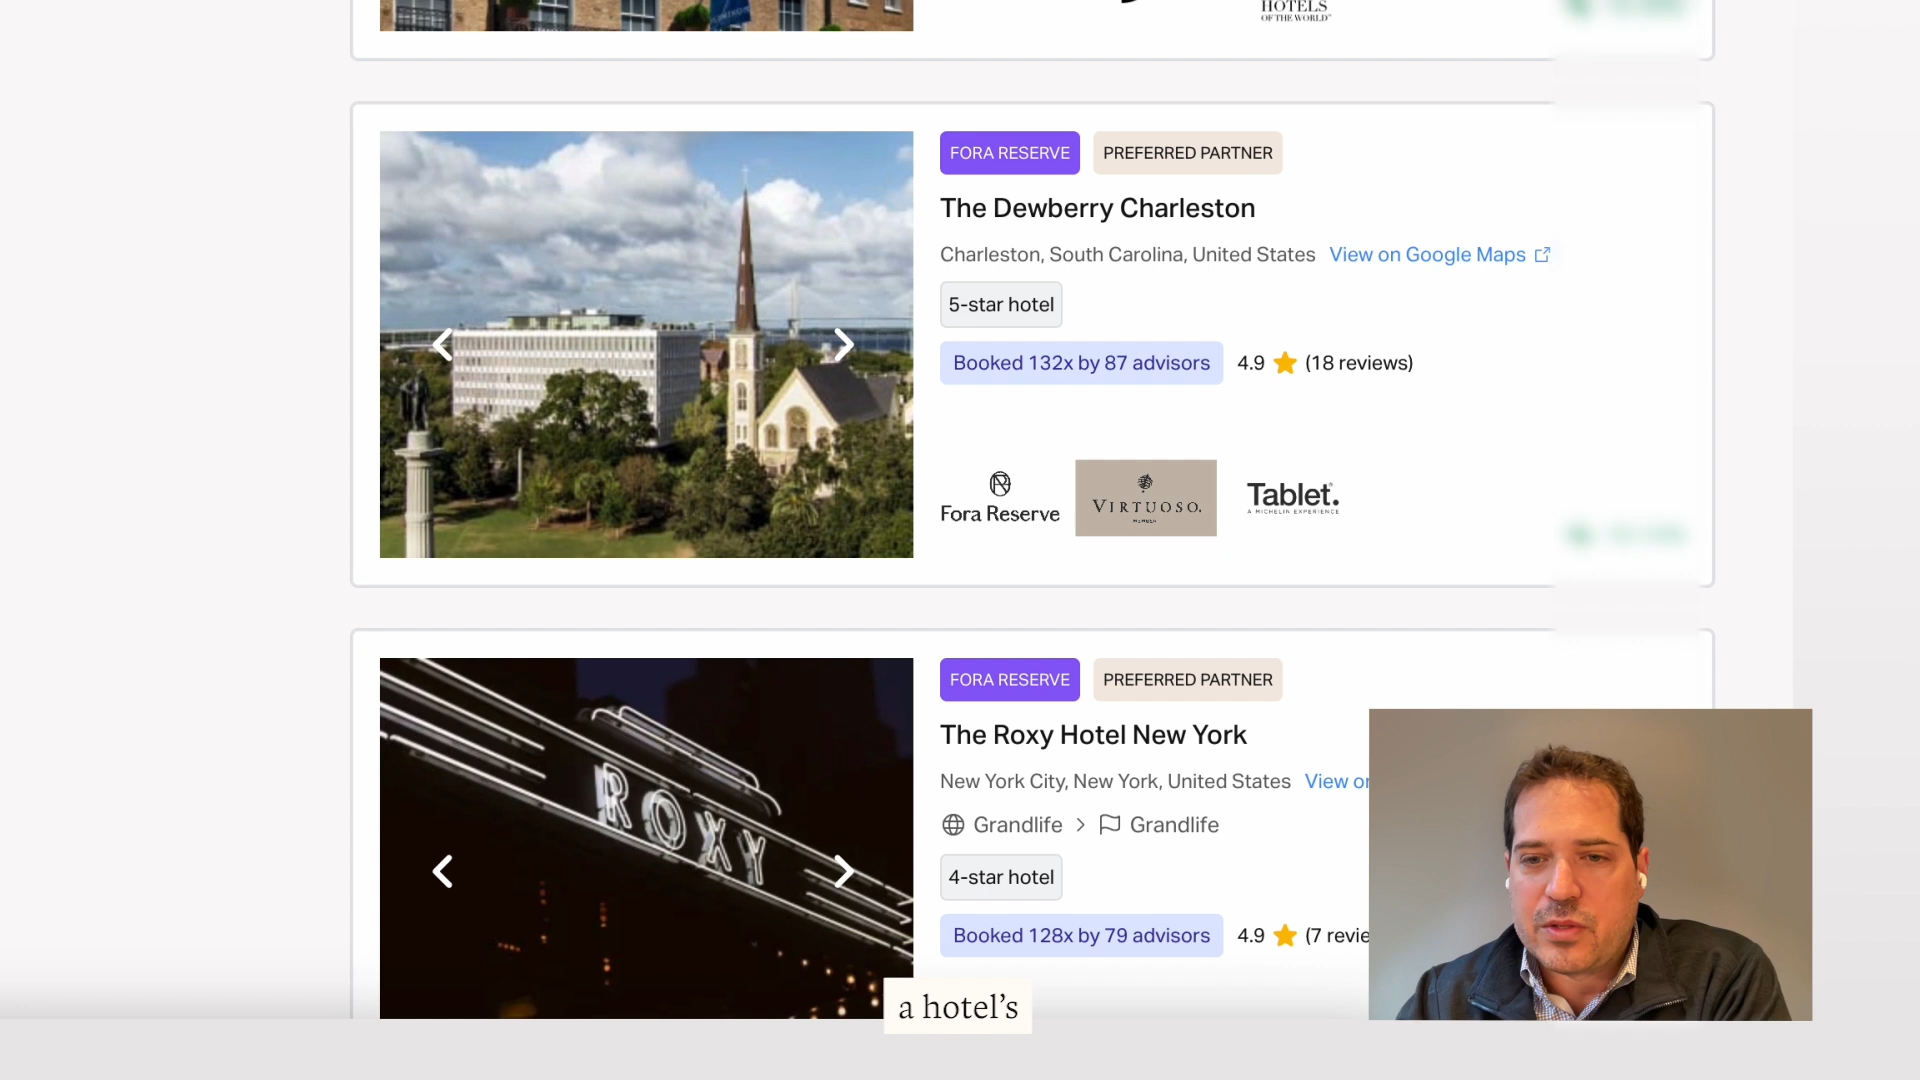 HOTELS
OF THE WORLD
FORA RESERVE
PREFERRED PARTNER
The Dewberry Charleston
Charleston, South Carolina, United States View on Google Maps
5-star hotel
Booked 132x by 87 advisors
4.9 (18 reviews)
Fora Reserve
VIRTUOSO.
MEMBER
Tablet.
A MICHELIN EXPERIENCE
FORA RESERVE
PREFERRED PARTNER
The Roxy Hotel New York
New York City, New York, United States View
Grandlife > Grandlife
4-star hotel
Booked 128x by 79 advisors
4.9 (7
ROXY
a hotel's